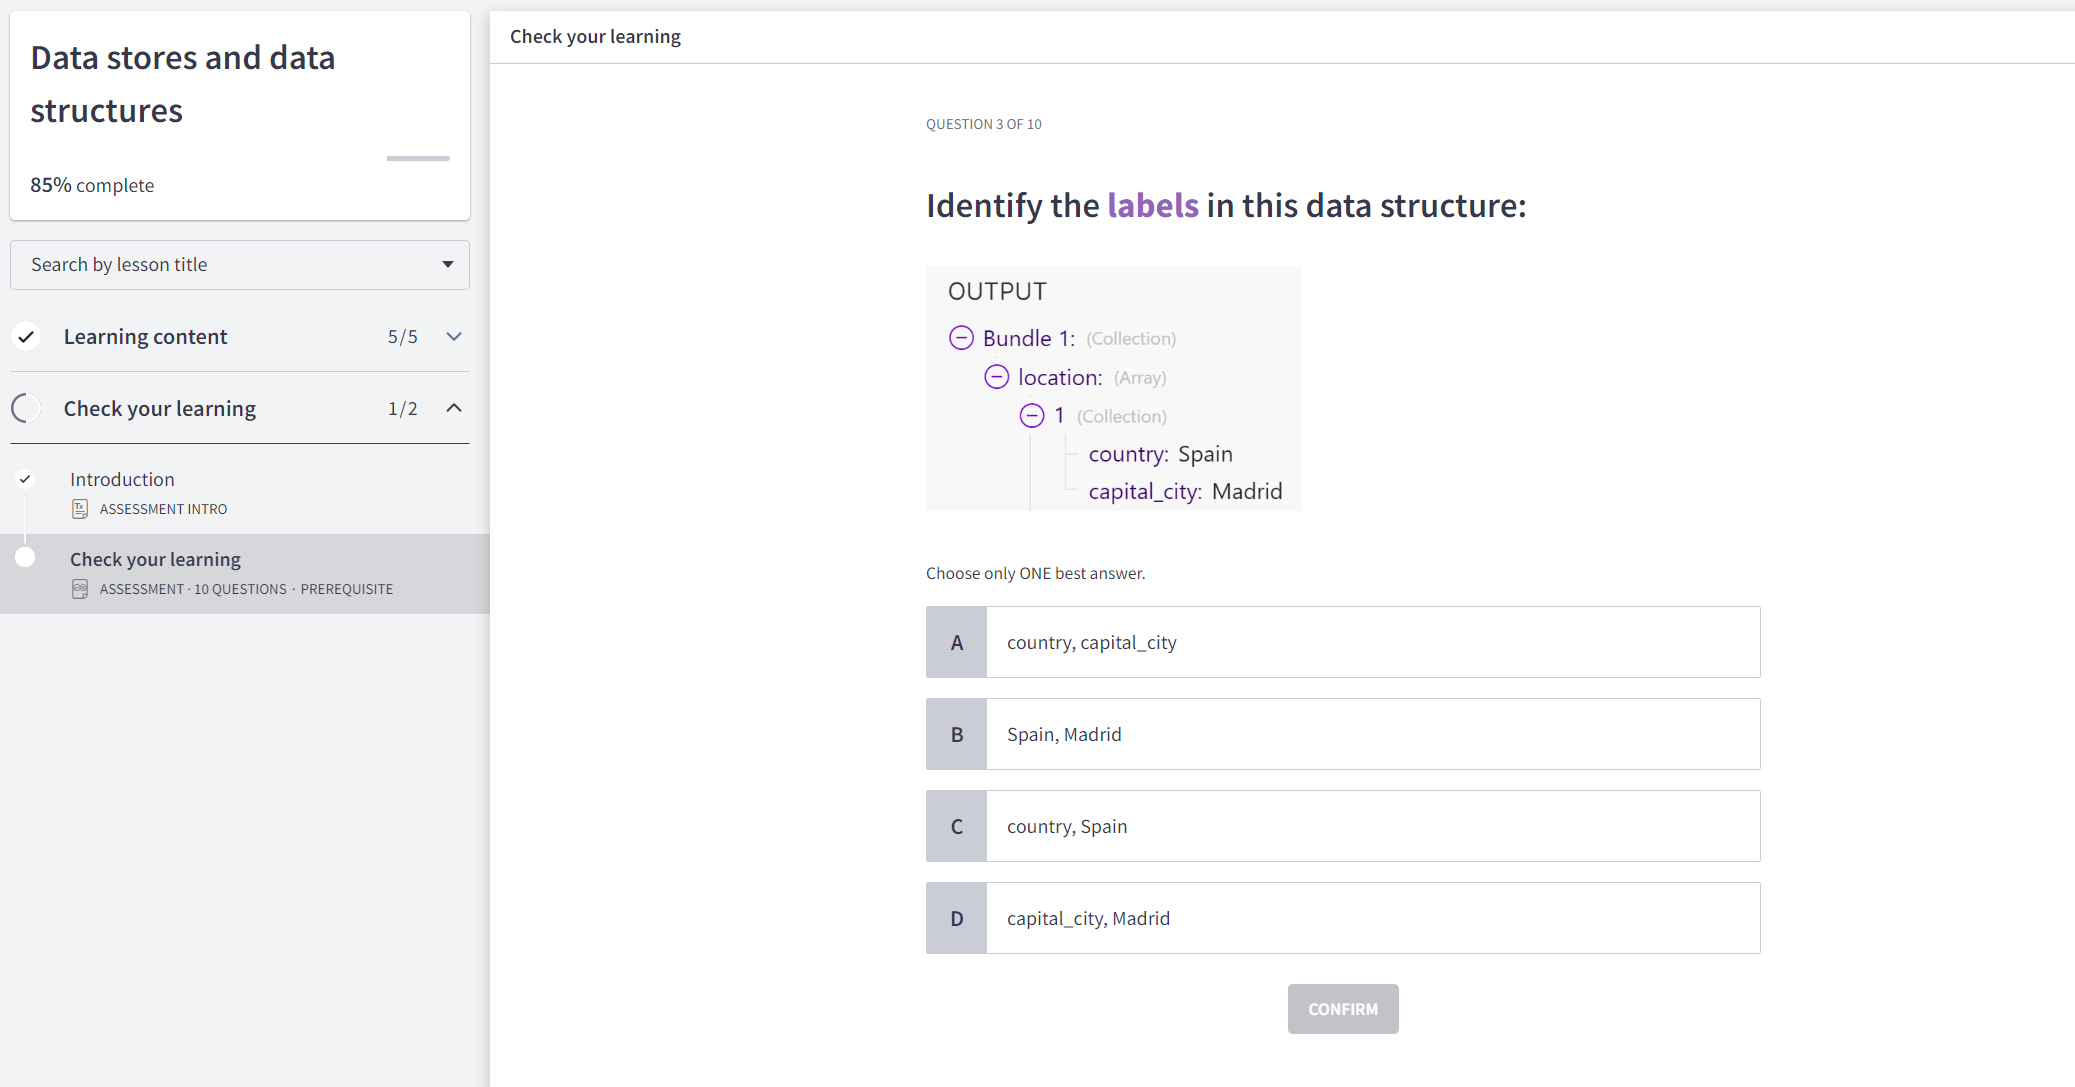 Data stores and data
structures
85% complete
Search by lesson title
Learning content 5/5
Check your learning 1/2
Introduction
ASSESSMENT INTRO
Check your learning
ASSESSMENT · 10 QUESTIONS · PREREQUISITE
Check your learning
QUESTION 3 OF 10
Identify the labels in this data structure:
OUTPUT
Bundle 1: (Collection)
location: (Array)
1 (Collection)
country: Spain
capital_city: Madrid
Choose only ONE best answer.
A country, capital_city
B Spain, Madrid
C country, Spain
D capital_city, Madrid
CONFIRM